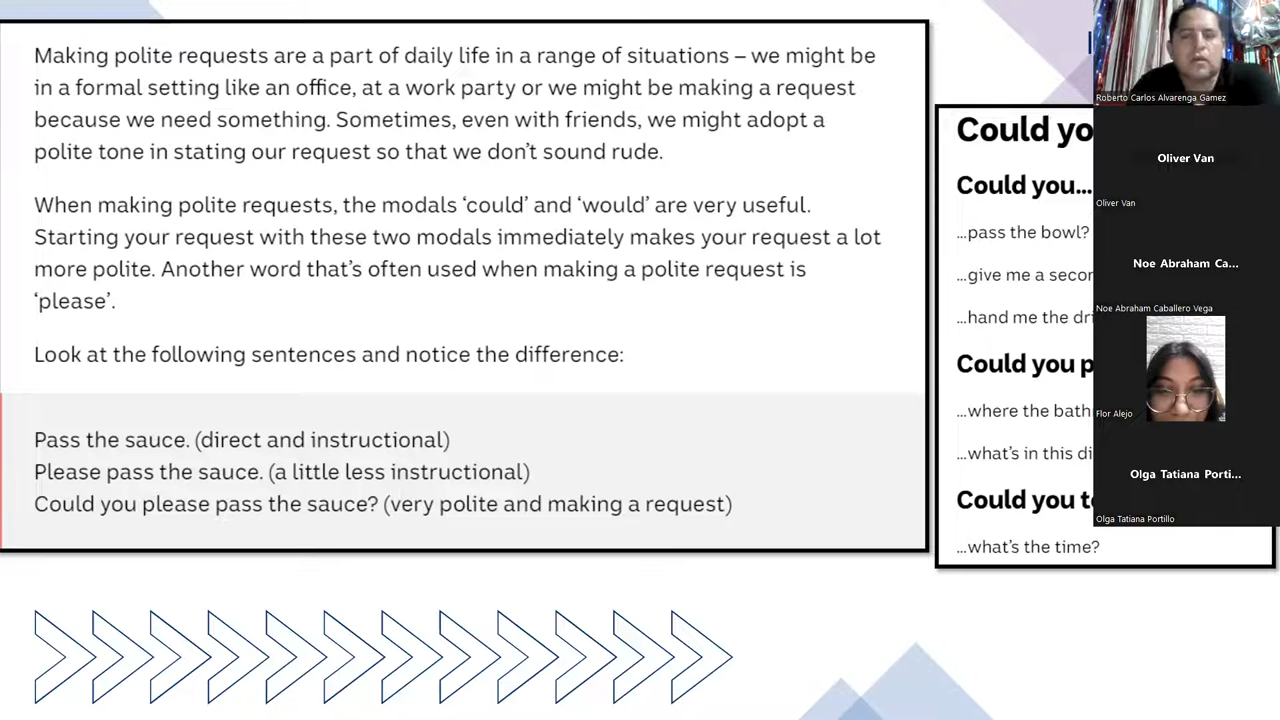 Making polite requests are a part of daily life in a range of situations – we might be
in a formal setting like an office, at a work party or we might be making a request
because we need something. Sometimes, even with friends, we might adopt a
polite tone in stating our request so that we don't sound rude.
When making polite requests, the modals 'could' and 'would' are very useful.
Starting your request with these two modals immediately makes your request a lot
more polite. Another word that's often used when making a polite request is
'please'.
Look at the following sentences and notice the difference:
Pass the sauce. (direct and instructional)
Please pass the sauce. (a little less instructional)
Could you please pass the sauce? (very polite and making a request)
Could
Could you...
...pass the bowl?
...give me a
...hand me the
Could you
...where the
...what's in this
Could you
...what's the time?
Roberto Carlos Alvarenga Gamez
Oliver Van
Oliver Van
Noe Abraham Ca...
Noe Abraham Caballero Vega
Flor Alejo
Olga Tatiana Porti...
Olga Tatiana Portillo